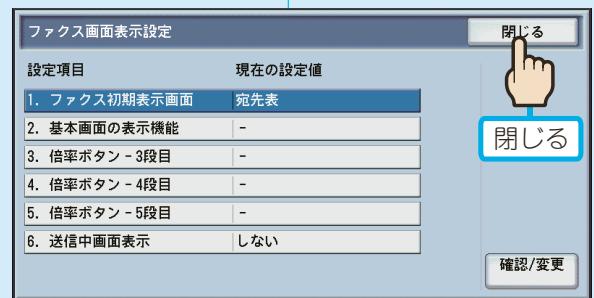 ファクス画面表示設定
閉じる
設定項目 現在の設定値
1. ファクス初期表示画面 宛先表
2. 基本画面の表示機能 -
3. 倍率ボタン - 3段目 -
4. 倍率ボタン - 4段目 -
5. 倍率ボタン - 5段目 -
6. 送信中画面表示 しない
閉じる
確認/変更